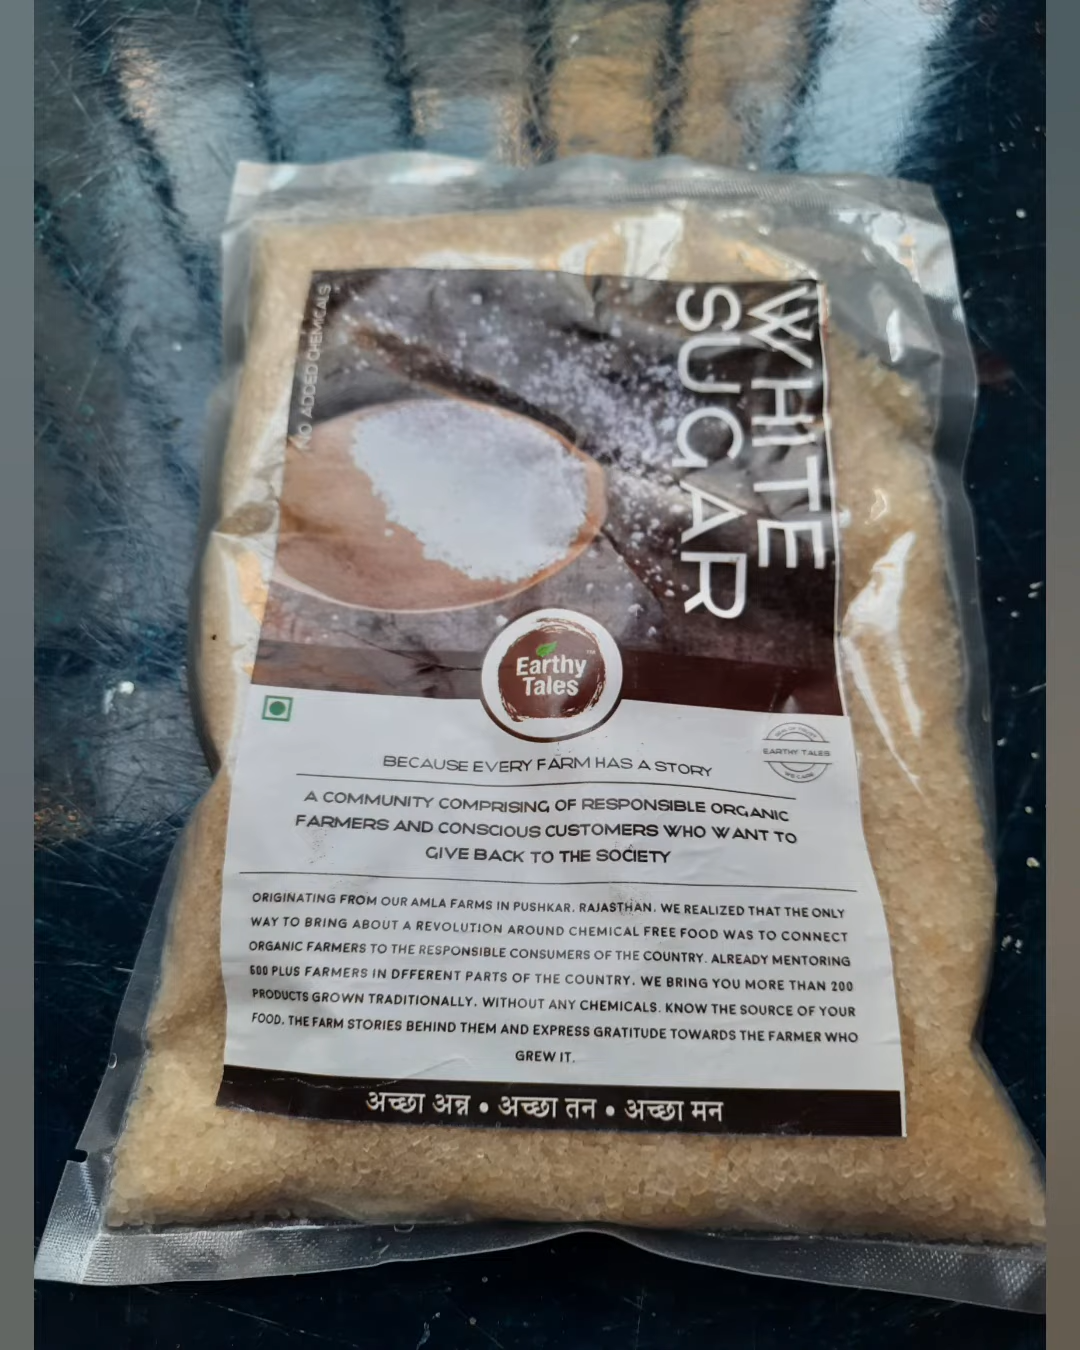 NO ADDED CHEMICALS
WHITE
SUGAR
Earthy
Tales
TM
EARTHY TALES
WE CARE
BECAUSE EVERY FARM HAS A STORY
A COMMUNITY COMPRISING OF RESPONSIBLE ORGANIC
FARMERS AND CONSCIOUS CUSTOMERS WHO WANT TO
GIVE BACK TO THE SOCIETY
ORIGINATING FROM OUR AMLA FARMS IN PUSHKAR, RAJASTHAN, WE REALIZED THAT THE ONLY
WAY TO BRING ABOUT A REVOLUTION AROUND CHEMICAL FREE FOOD WAS TO CONNECT
ORGANIC FARMERS TO THE RESPONSIBLE CONSUMERS OF THE COUNTRY. ALREADY MENTORING
500 PLUS FARMERS IN DFFERENT PARTS OF THE COUNTRY, WE BRING YOU MORE THAN 200
PRODUCTS GROWN TRADITIONALLY, WITHOUT ANY CHEMICALS. KNOW THE SOURCE OF YOUR
FOOD, THE FARM STORIES BEHIND THEM AND EXPRESS GRATITUDE TOWARDS THE FARMER WHO
GREW IT.
अच्छा अन्न • अच्छा तन • अच्छा मन